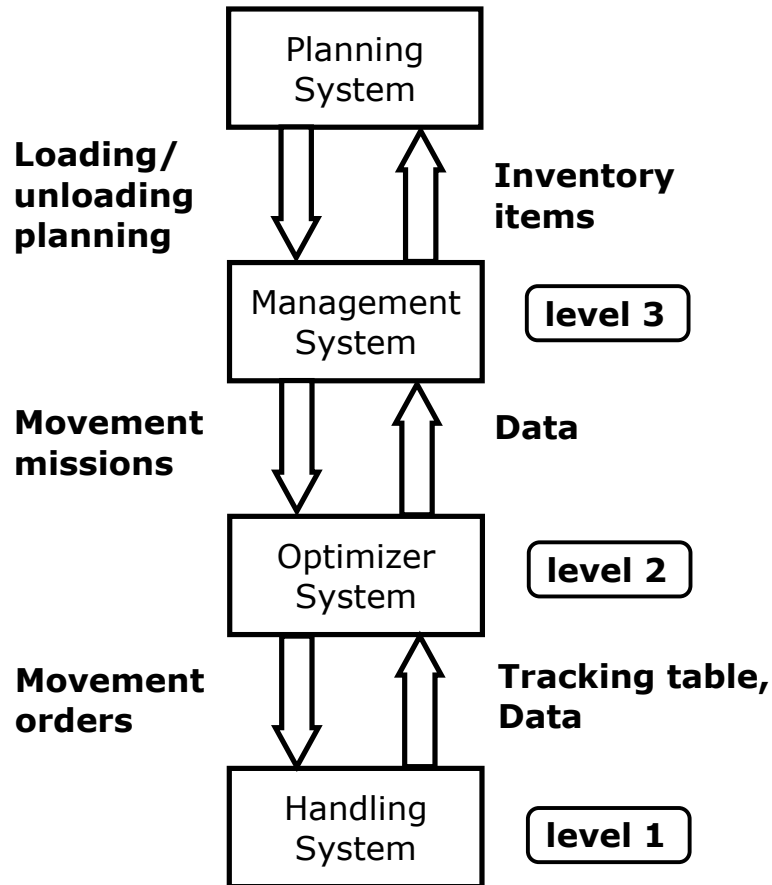 Planning
System
Loading/
unloading
planning
Inventory
items
Management
System
level 3
Movement
missions
Data
Optimizer
System
level 2
Movement
orders
Tracking table,
Data
Handling
System
level 1